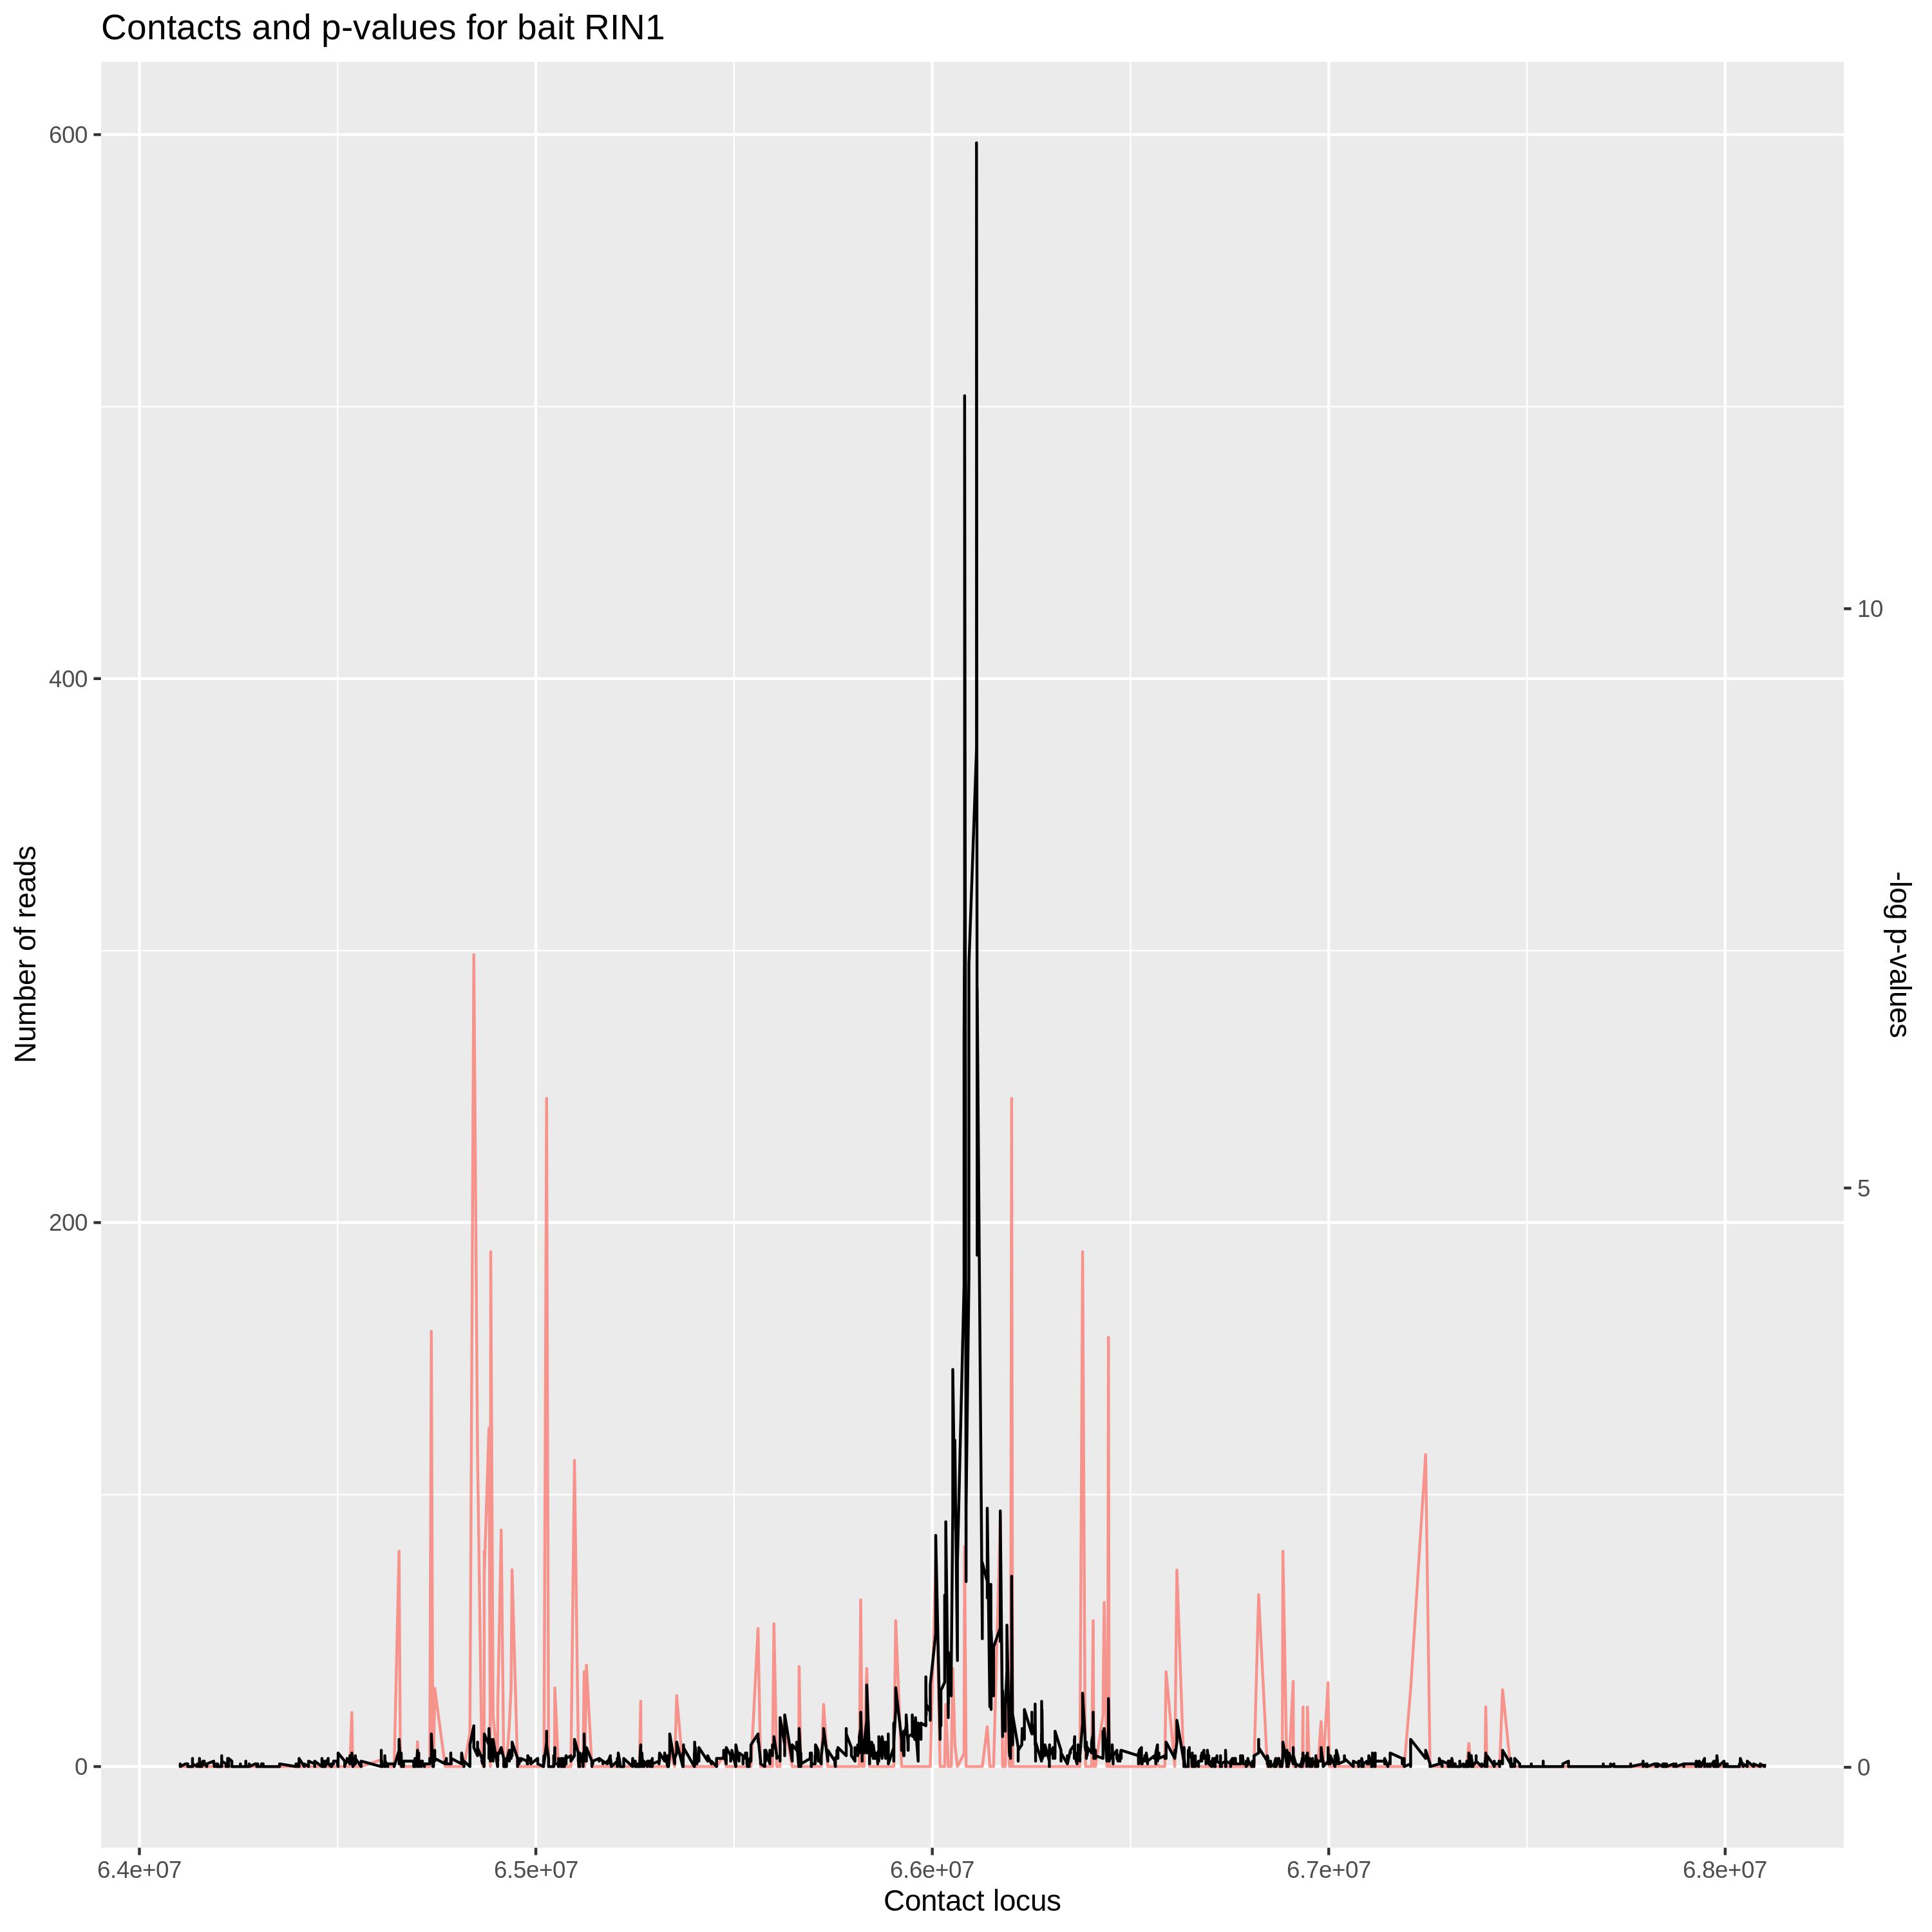 Contacts and p-values for bait RIN1
600
400
200
0
10
5
0
Number of reads
-log p-values
6.4e+07 6.5e+07 6.6e+07 6.7e+07 6.8e+07
Contact locus